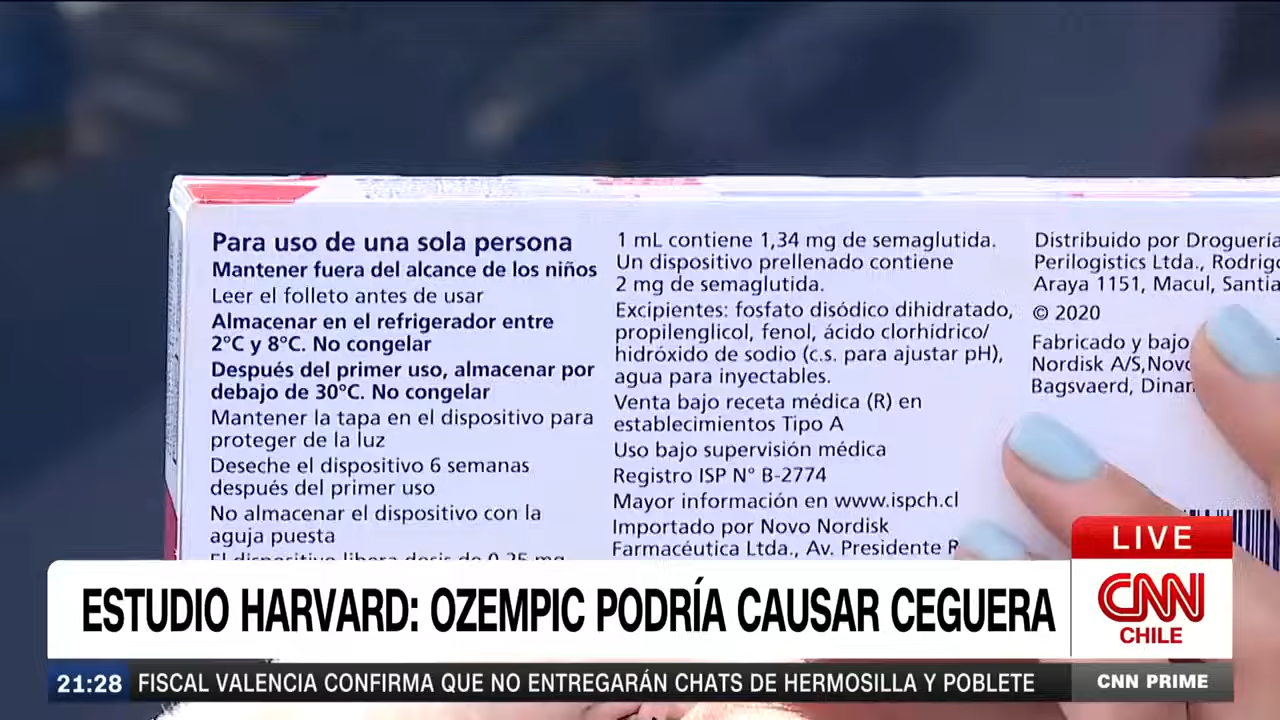 Para uso de una sola persona
Mantener fuera del alcance de los niños
Leer el folleto antes de usar
Almacenar en el refrigerador entre
2°C y 8°C. No congelar
Después del primer uso, almacenar por
debajo de 30°C. No congelar
Mantener la tapa en el dispositivo para
proteger de la luz
Deseche el dispositivo 6 semanas
después del primer uso
No almacenar el dispositivo con la
aguja puesta
El dispositivo libera dosis de 0,25 mg
1 mL contiene 1,34 mg de semaglutida.
Un dispositivo prellenado contiene
2 mg de semaglutida.
Excipientes: fosfato disódico dihidratado,
propilenglicol, fenol, ácido clorhídrico/
hidróxido de sodio (c.s. para ajustar pH),
agua para inyectables.
Venta bajo receta médica (R) en
establecimientos Tipo A
Uso bajo supervisión médica
Registro ISP N° B-2774
Mayor información en www.ispch.cl
Importado por Novo Nordisk
Farmacéutica Ltda., Av. Presidente
Distribuido por Droguería
Perilogistics Ltda.,
Araya 1151, Macul,
© 2020
Fabricado y bajo
Nordisk A/S,
Bagsvaerd,
LIVE
ESTUDIO HARVARD: OZEMPIC PODRÍA CAUSAR CEGUERA
CNN
CHILE
21:28 FISCAL VALENCIA CONFIRMA QUE NO ENTREGARÁN CHATS DE HERMOSILLA Y POBLETE
CNN PRIME